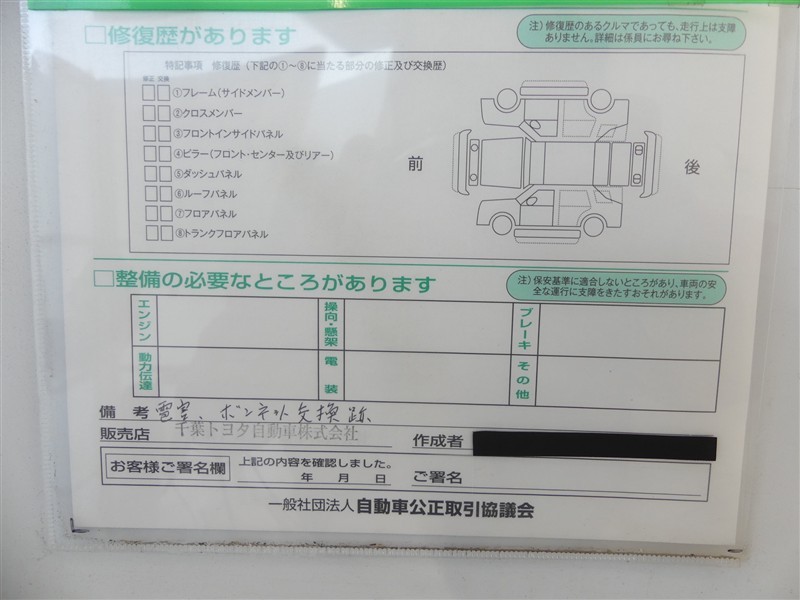 □修復歴があります
注）修復歴のあるクルマであっても、走行上は支障
ありません。詳細は係員にお尋ね下さい。
特記事項 修復歴（下記の①～⑧に当たる部分の修正及び交換歴）
修正 交換
①フレーム（サイドメンバー）
②クロスメンバー
③フロントインサイドパネル
④ピラー（フロント・センター及びリアー）
⑤ダッシュパネル
⑥ルーフパネル
⑦フロアパネル
⑧トランクフロアパネル
前
後
□整備の必要なところがあります
注）保安基準に適合しないところがあり、車両の安
全な運行に支障をきたすおそれがあります。
エンジン
操向・懸架
ブレーキ
動力伝達
電装
その他
備考 雹害、ボンネット交換跡
販売店 千葉トヨタ自動車株式会社
作成者
お客様ご署名欄
上記の内容を確認しました。
年 月 日
ご署名
一般社団法人 自動車公正取引協議会